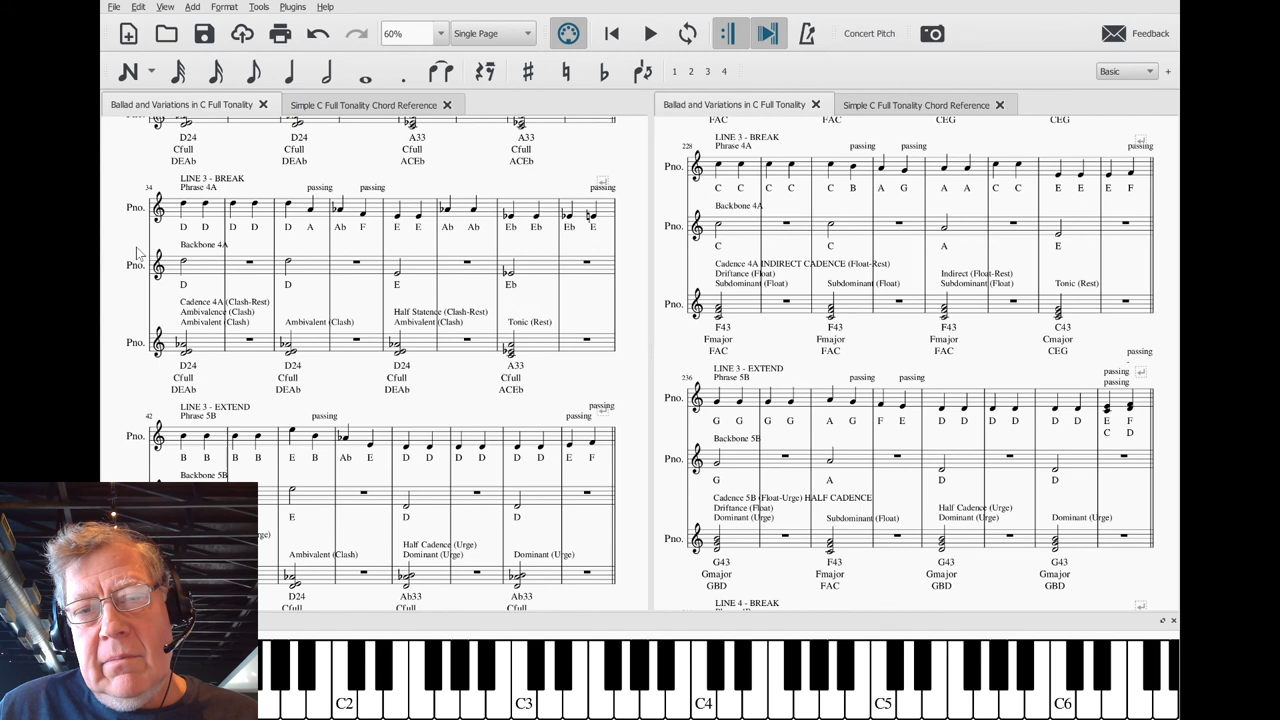 File Edit View Add Format Tools Plugins Help
60% Single Page Concert Pitch Feedback
1 2 3 4 Basic +
Ballad and Variations in C Full Tonality Simple C Full Tonality Chord Reference
D24 D24 A33 A33
Cfull Cfull Cfull Cfull
DEAb DEAb ACEb ACEb
LINE 3 - BREAK
34 Phrase 4A passing passing passing
Pno.
D D D D D A Ab F E E Ab Ab Eb Eb Eb E
Backbone 4A
Pno.
D D E Eb
Cadence 4A (Clash-Rest)
Ambivalence (Clash) Half Statence (Clash-Rest)
Ambivalent (Clash) Ambivalent (Clash) Ambivalent (Clash) Tonic (Rest)
Pno.
D24 D24 D24 A33
Cfull Cfull Cfull Cfull
DEAb DEAb DEAb ACEb
LINE 3 - EXTEND
42 Phrase 5B passing passing passing
Pno.
B B B B E B Ab E D D D D D D E F
Backbone 5B
E D D
Half Cadence (Urge)
Ambivalent (Clash) Dominant (Urge) Dominant (Urge)
D24 Ab33 Ab33
Cfull Cfull Cfull
Ballad and Variations in C Full Tonality Simple C Full Tonality Chord Reference
FAC FAC CEG CEG
LINE 3 - BREAK
228 Phrase 4A passing passing passing
Pno.
C C C C C B A G A A C C E E E F
Backbone 4A
Pno.
C C A E
Cadence 4A INDIRECT CADENCE (Float-Rest)
Driftance (Float) Indirect (Float-Rest)
Subdominant (Float) Subdominant (Float) Subdominant (Float) Tonic (Rest)
Pno.
F43 F43 F43 C43
Fmajor Fmajor Fmajor Cmajor
FAC FAC FAC CEG
passing
LINE 3 - EXTEND
236 Phrase 5B passing passing passing
passing
Pno.
G G G G A G F E D D D D D D E F
C D
Backbone 5B
Pno.
G A D D
Cadence 5B (Float-Urge) HALF CADENCE
Driftance (Float) Half Cadence (Urge)
Dominant (Urge) Subdominant (Float) Dominant (Urge) Dominant (Urge)
Pno.
G43 F43 G43 G43
Gmajor Fmajor Gmajor Gmajor
GBD FAC GBD GBD
LINE 4 - BREAK
C2 C3 C4 C5 C6